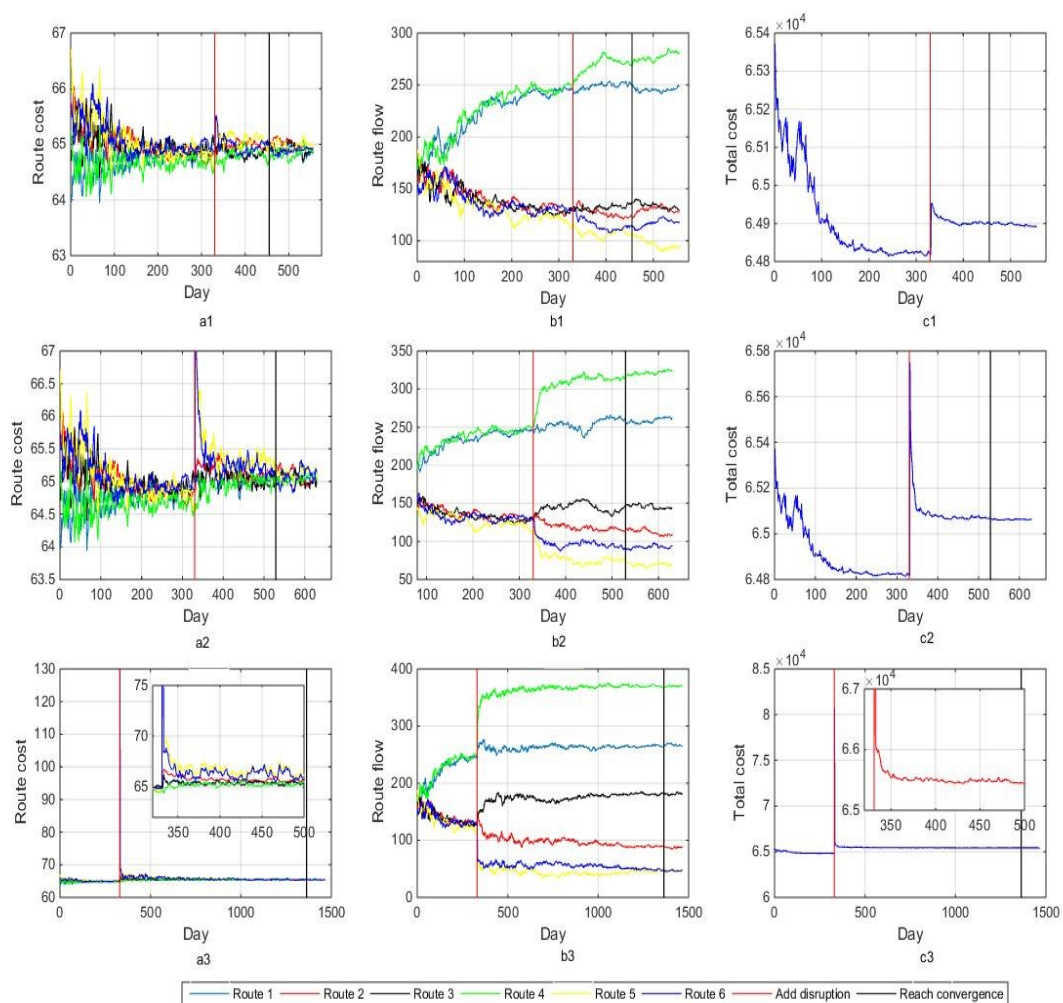 67
66
65
64
63
Route cost
0 100 200 300 400 500
Day
a1
300
250
200
150
100
Route flow
0 100 200 300 400 500
Day
b1
×10⁴
6.54
6.53
6.52
6.51
6.5
6.49
6.48
Total cost
0 100 200 300 400 500
Day
c1
67
66.5
66
65.5
65
64.5
64
63.5
Route cost
0 100 200 300 400 500 600
Day
a2
350
300
250
200
150
100
50
Route flow
100 200 300 400 500 600
Day
b2
×10⁴
6.58
6.56
6.54
6.52
6.5
6.48
Total cost
0 100 200 300 400 500 600
Day
c2
130
120
110
100
90
80
70
60
Route cost
75
70
65
350 400 450 500
0 500 1000 1500
Day
a3
400
300
200
100
0
Route flow
0 500 1000 1500
Day
b3
×10⁴
8.5
8
7.5
7
6.5
6
Total cost
×10⁴
6.7
6.6
6.5
350 400 450 500
0 500 1000 1500
Day
c3
Route 1 Route 2 Route 3 Route 4 Route 5 Route 6 Add disruption Reach convergence